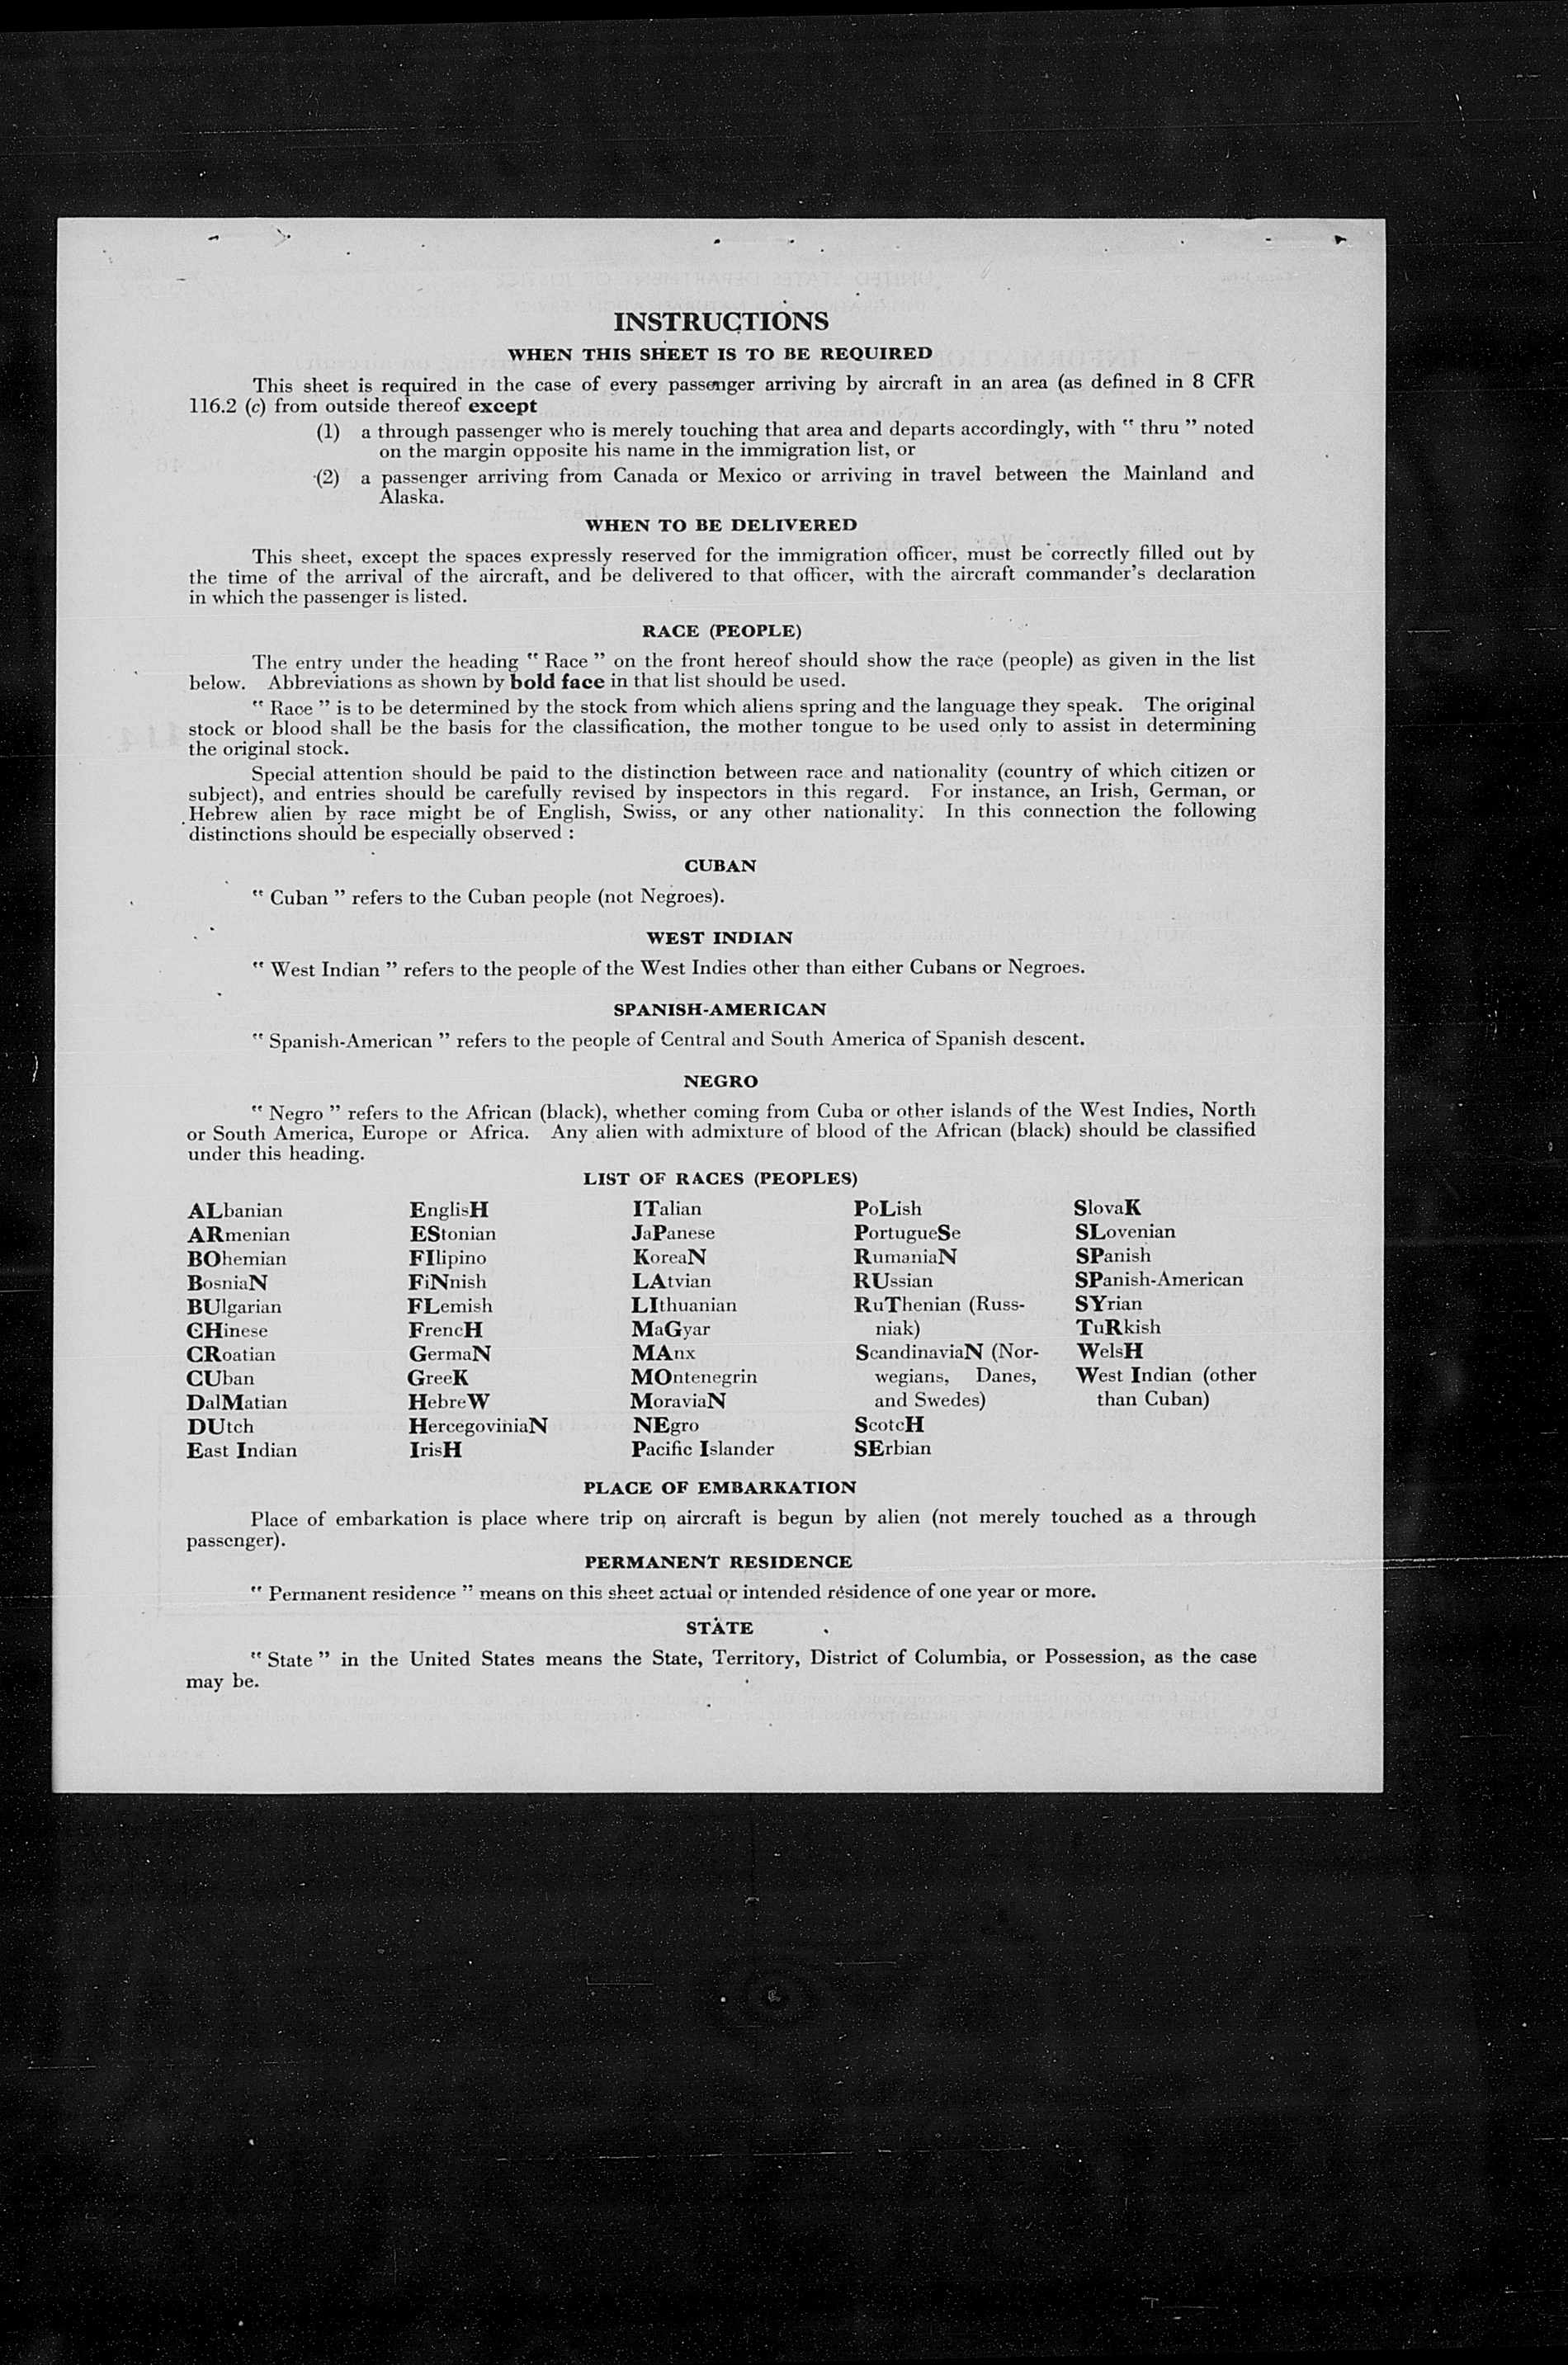 INSTRUCTIONS
WHEN THIS SHEET IS TO BE REQUIRED
This sheet is required in the case of every passenger arriving by aircraft in an area (as defined in 8 CFR
116.2 (c) from outside thereof except
(1) a through passenger who is merely touching that area and departs accordingly, with " thru " noted
on the margin opposite his name in the immigration list, or
(2) a passenger arriving from Canada or Mexico or arriving in travel between the Mainland and
Alaska.
WHEN TO BE DELIVERED
This sheet, except the spaces expressly reserved for the immigration officer, must be correctly filled out by
the time of the arrival of the aircraft, and be delivered to that officer, with the aircraft commander's declaration
in which the passenger is listed.
RACE (PEOPLE)
The entry under the heading " Race " on the front hereof should show the race (people) as given in the list
below. Abbreviations as shown by bold face in that list should be used.
" Race " is to be determined by the stock from which aliens spring and the language they speak. The original
stock or blood shall be the basis for the classification, the mother tongue to be used only to assist in determining
the original stock.
Special attention should be paid to the distinction between race and nationality (country of which citizen or
subject), and entries should be carefully revised by inspectors in this regard. For instance, an Irish, German, or
Hebrew alien by race might be of English, Swiss, or any other nationality. In this connection the following
distinctions should be especially observed :
CUBAN
" Cuban " refers to the Cuban people (not Negroes).
WEST INDIAN
" West Indian " refers to the people of the West Indies other than either Cubans or Negroes.
SPANISH-AMERICAN
" Spanish-American " refers to the people of Central and South America of Spanish descent.
NEGRO
" Negro " refers to the African (black), whether coming from Cuba or other islands of the West Indies, North
or South America, Europe or Africa. Any alien with admixture of blood of the African (black) should be classified
under this heading.
LIST OF RACES (PEOPLES)
ALbanian
ARmenian
BOhemian
BosniaN
BUlgarian
CHinese
CRoatian
CUban
DalMatian
DUtch
East Indian
EnglisH
EStonian
FIlipino
FiNnish
FLemish
FrencH
GermaN
GreeK
HebreW
HercegoviniaN
IrisH
ITalian
JaPanese
KoreaN
LAtvian
LIthuanian
MaGyar
MAnx
MOntenegrin
MoraviaN
NEgro
Pacific Islander
PoLish
PortugueSe
RumaniaN
RUssian
RuThenian (Russ-
niak)
ScandinaviaN (Nor-
wegians, Danes,
and Swedes)
ScotcH
SErbian
SlovaK
SLovenian
SPanish
SPanish-American
SYrian
TuRkish
WelsH
West Indian (other
than Cuban)
PLACE OF EMBARKATION
Place of embarkation is place where trip on aircraft is begun by alien (not merely touched as a through
passenger).
PERMANENT RESIDENCE
" Permanent residence " means on this sheet actual or intended residence of one year or more.
STATE
" State " in the United States means the State, Territory, District of Columbia, or Possession, as the case
may be.